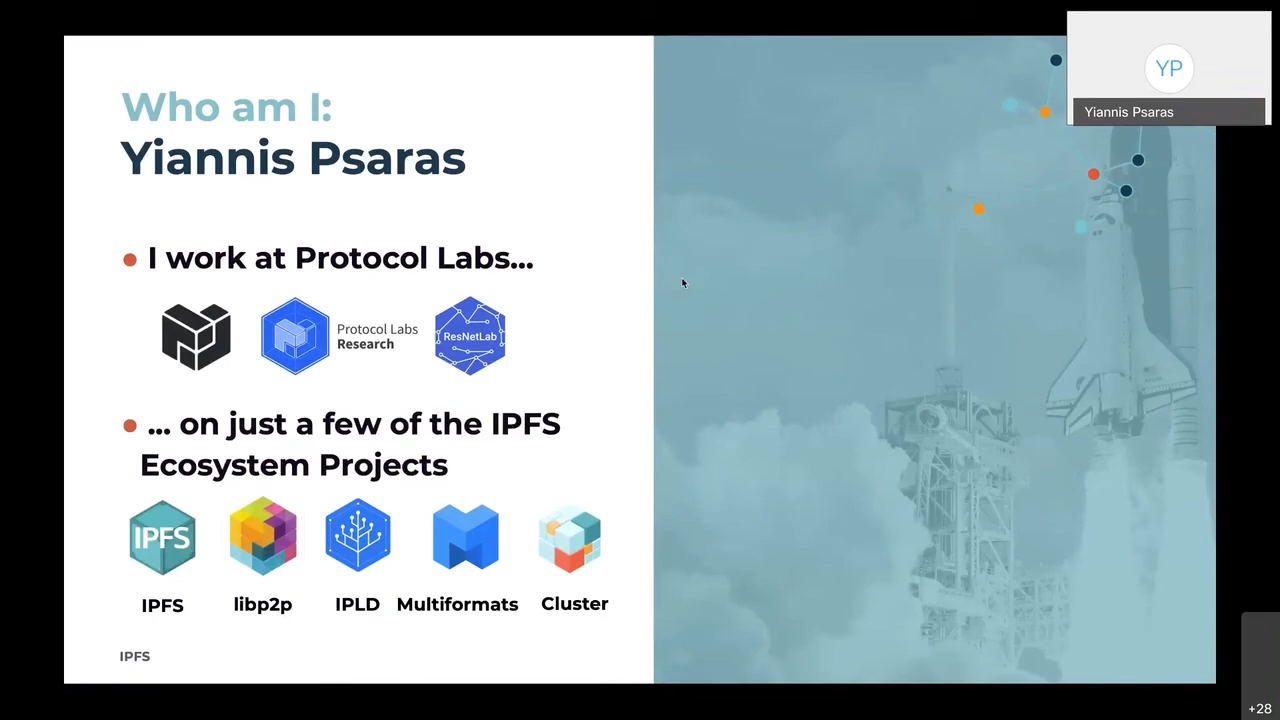 Who am I:
Yiannis Psaras
YP
Yiannis Psaras
• I work at Protocol Labs...
Protocol Labs
Research
ResNetLab
• ... on just a few of the IPFS
Ecosystem Projects
IPFS
IPFS
libp2p
IPLD
Multiformats
Cluster
IPFS
+28